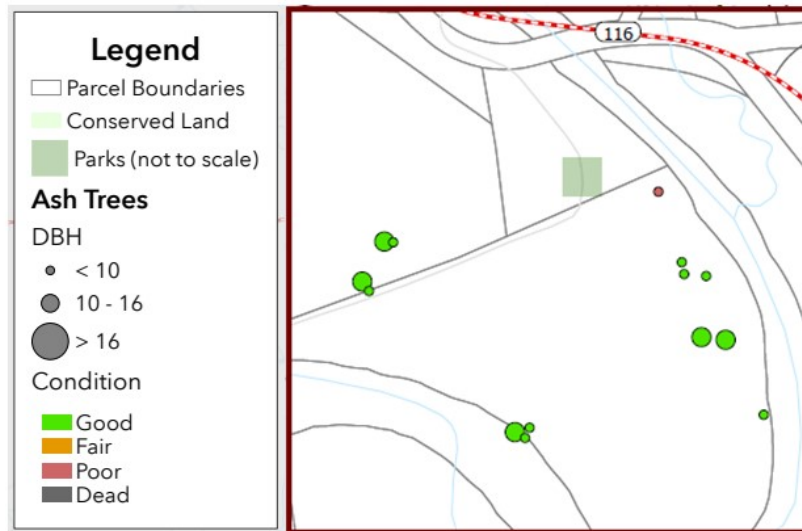 Legend
Parcel Boundaries
Conserved Land
Parks (not to scale)
Ash Trees
DBH
< 10
10 - 16
> 16
Condition
Good
Fair
Poor
Dead
116